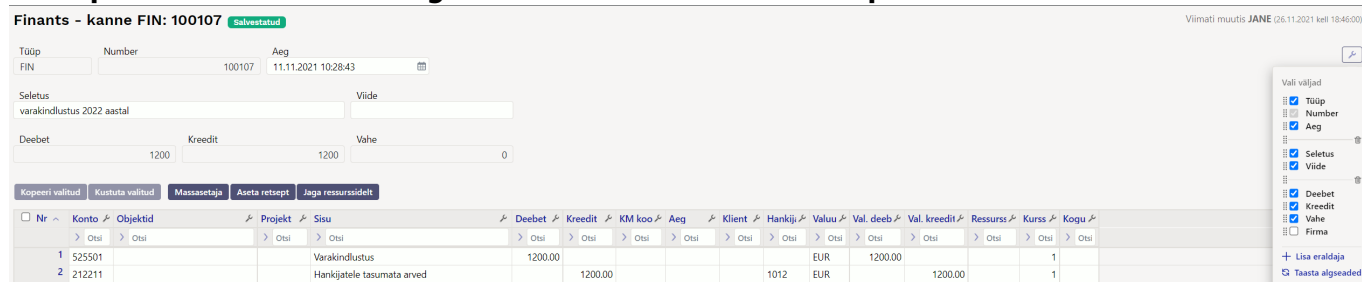 Finants - kanne FIN: 100107 Salvestatud
Viimati muutis JANE (26.11.2021 kell 18:46:00)
Tüüp Number Aeg
FIN 100107 11.11.2021 10:28:43
Seletus Viide
varakindlustus 2022 aastal
Deebet Kreedit Vahe
1200 1200 0
Kopeeri valitud Kustuta valitud Massasetaja Aseta retsept Jaga ressurssidelt
Nr Konto Objektid Projekt Sisu Deebet Kreedit KM koo Aeg Klient Hankija Valuu Val. deeb Val. kreedit Ressurss Kurss Kogu
> Otsi > Otsi > Otsi > Otsi > Otsi > Otsi > Otsi > Otsi > Otsi > Otsi > Otsi > Otsi > Otsi > Otsi > Otsi > Otsi
1 525501 Varakindlustus 1200.00 EUR 1200.00 1
2 212211 Hankijatele tasumata arved 1200.00 1012 EUR 1200.00 1
Vali väljad
Tüüp
Number
Aeg
Seletus
Viide
Deebet
Kreedit
Vahe
Firma
+ Lisa eraldaja
Taasta algseaded